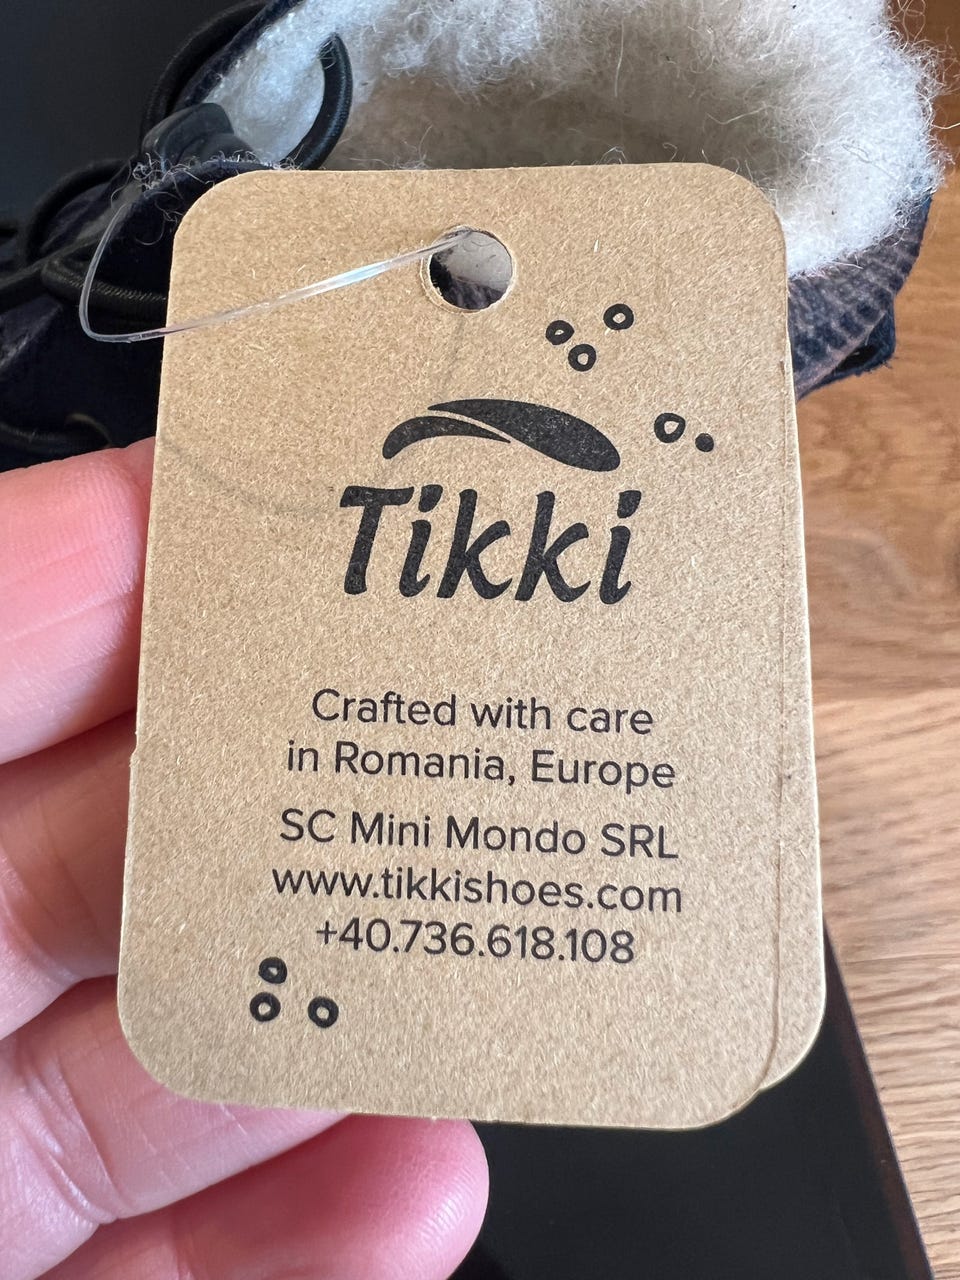 Tikki
Crafted with care
in Romania, Europe
SC Mini Mondo SRL
www.tikkishoes.com
+40.736.618.108